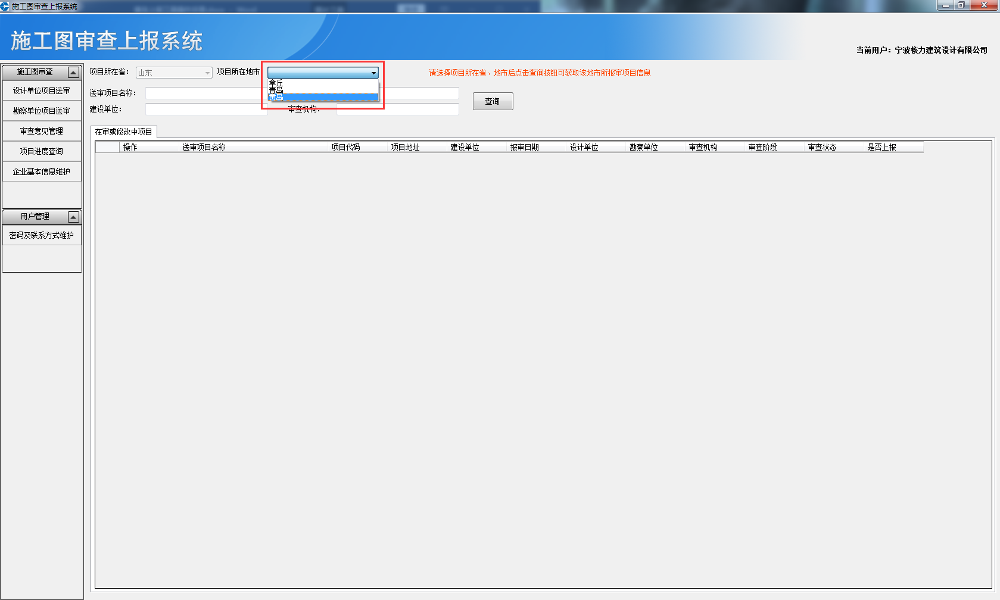 施工图审查上报系统
施工图审查上报系统
当前用户：宁波核力建筑设计有限公司
施工图审查
设计单位项目送审
勘察单位项目送审
审查意见管理
项目进度查询
企业基本信息维护
用户管理
密码及联系方式维护
项目所在省： 山东 项目所在地市
章丘
青岛
请选择项目所在省、地市后点击查询按钮可获取该地市所报审项目信息
送审项目名称：
查询
建设单位： 审查机构：
在审或修改中项目
操作 送审项目名称 项目代码 项目地址 建设单位 报审日期 设计单位 勘察单位 审查机构 审查阶段 审查状态 是否上报